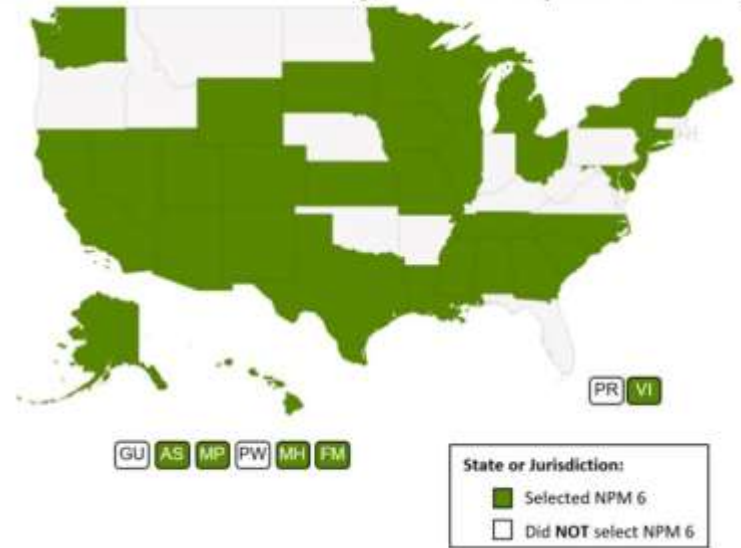 PR VI
GU AS MP PW MH FM
State or Jurisdiction:
Selected NPM 6
Did NOT select NPM 6